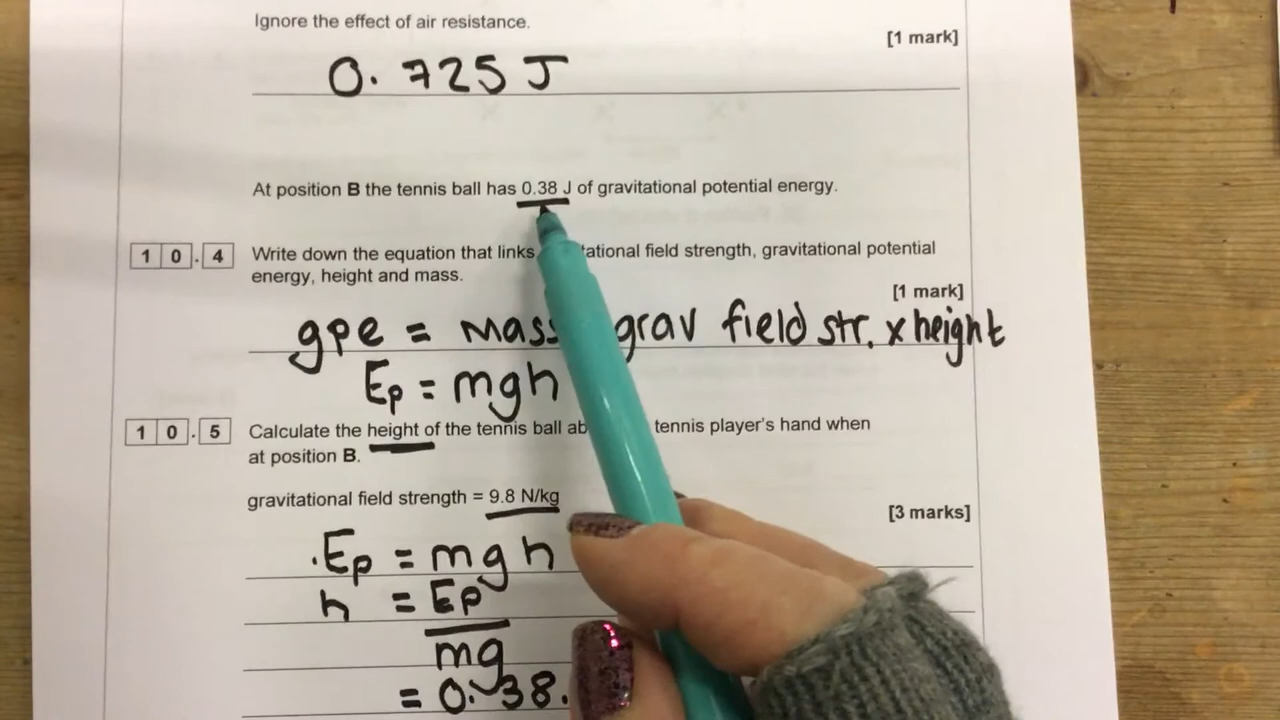 Ignore the effect of air resistance.
[1 mark]
0.725 J
At position B the tennis ball has 0.38 J of gravitational potential energy.
10.4 Write down the equation that links tational field strength, gravitational potential
energy, height and mass.
[1 mark]
gpe = mass grav field str. x height
Ep = mgh
10.5 Calculate the height of the tennis ball ab tennis player's hand when
at position B.
gravitational field strength = 9.8 N/kg
[3 marks]
Ep = mgh
h = Ep
mg
= 0.38